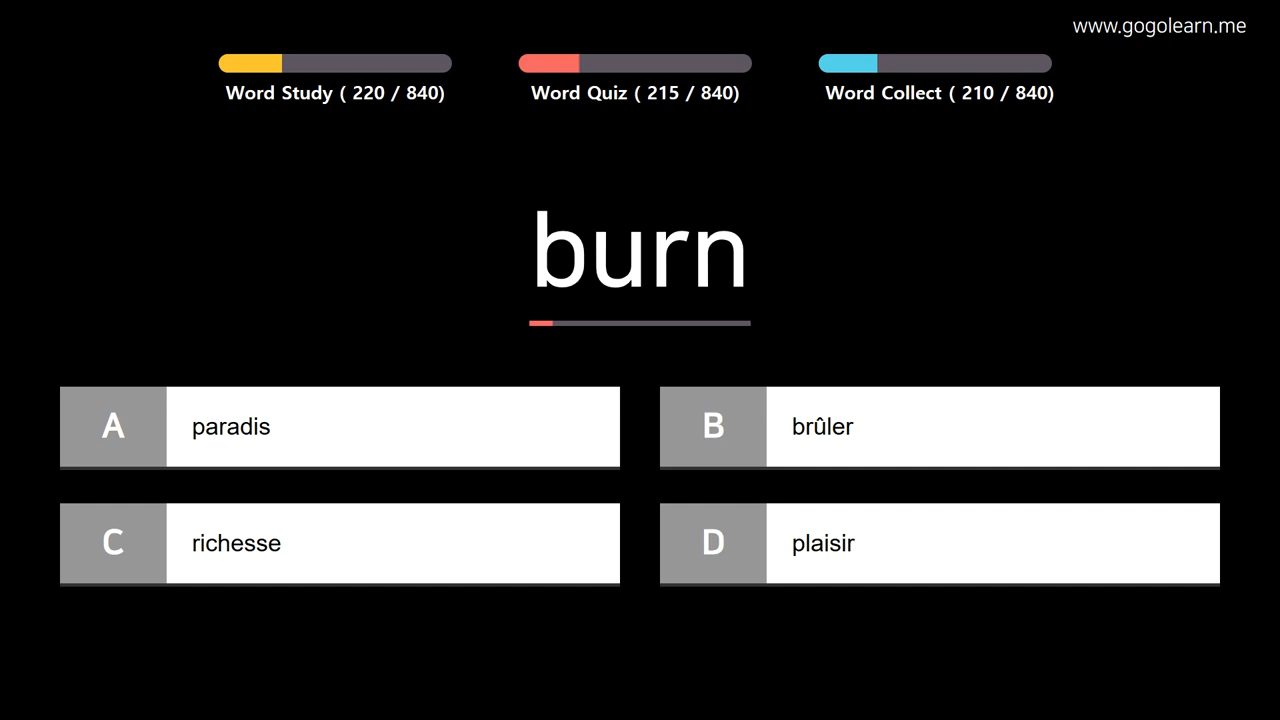 www.gogolearn.me
Word Study ( 220 / 840)
Word Quiz ( 215 / 840)
Word Collect ( 210 / 840)
burn
A paradis
B brûler
C richesse
D plaisir